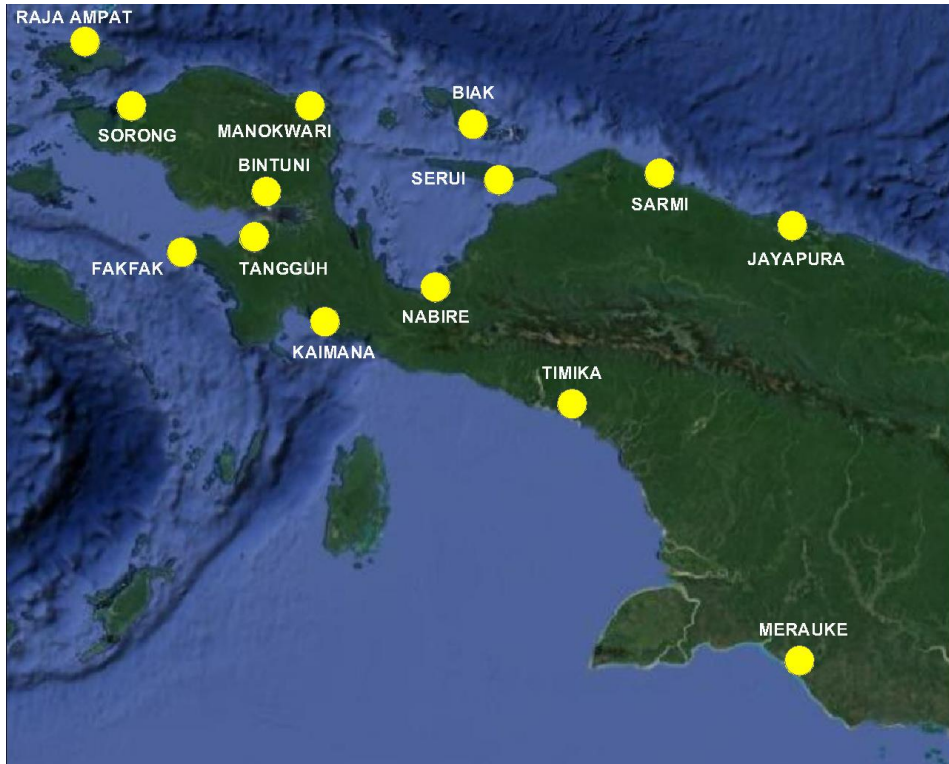 RAJA AMPAT
BIAK
SORONG
MANOKWARI
BINTUNI
SERUI
SARMI
JAYAPURA
FAKFAK
TANGGUH
NABIRE
KAIMANA
TIMIKA
MERAUKE